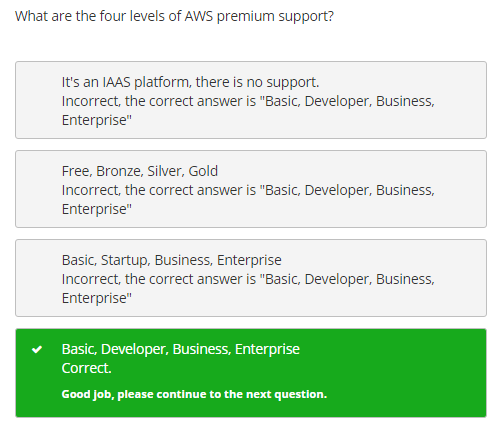 What are the four levels of AWS premium support?
It's an IAAS platform, there is no support.
Incorrect, the correct answer is "Basic, Developer, Business,
Enterprise"
Free, Bronze, Silver, Gold
Incorrect, the correct answer is "Basic, Developer, Business,
Enterprise"
Basic, Startup, Business, Enterprise
Incorrect, the correct answer is "Basic, Developer, Business,
Enterprise"
Basic, Developer, Business, Enterprise
Correct.
Good job, please continue to the next question.